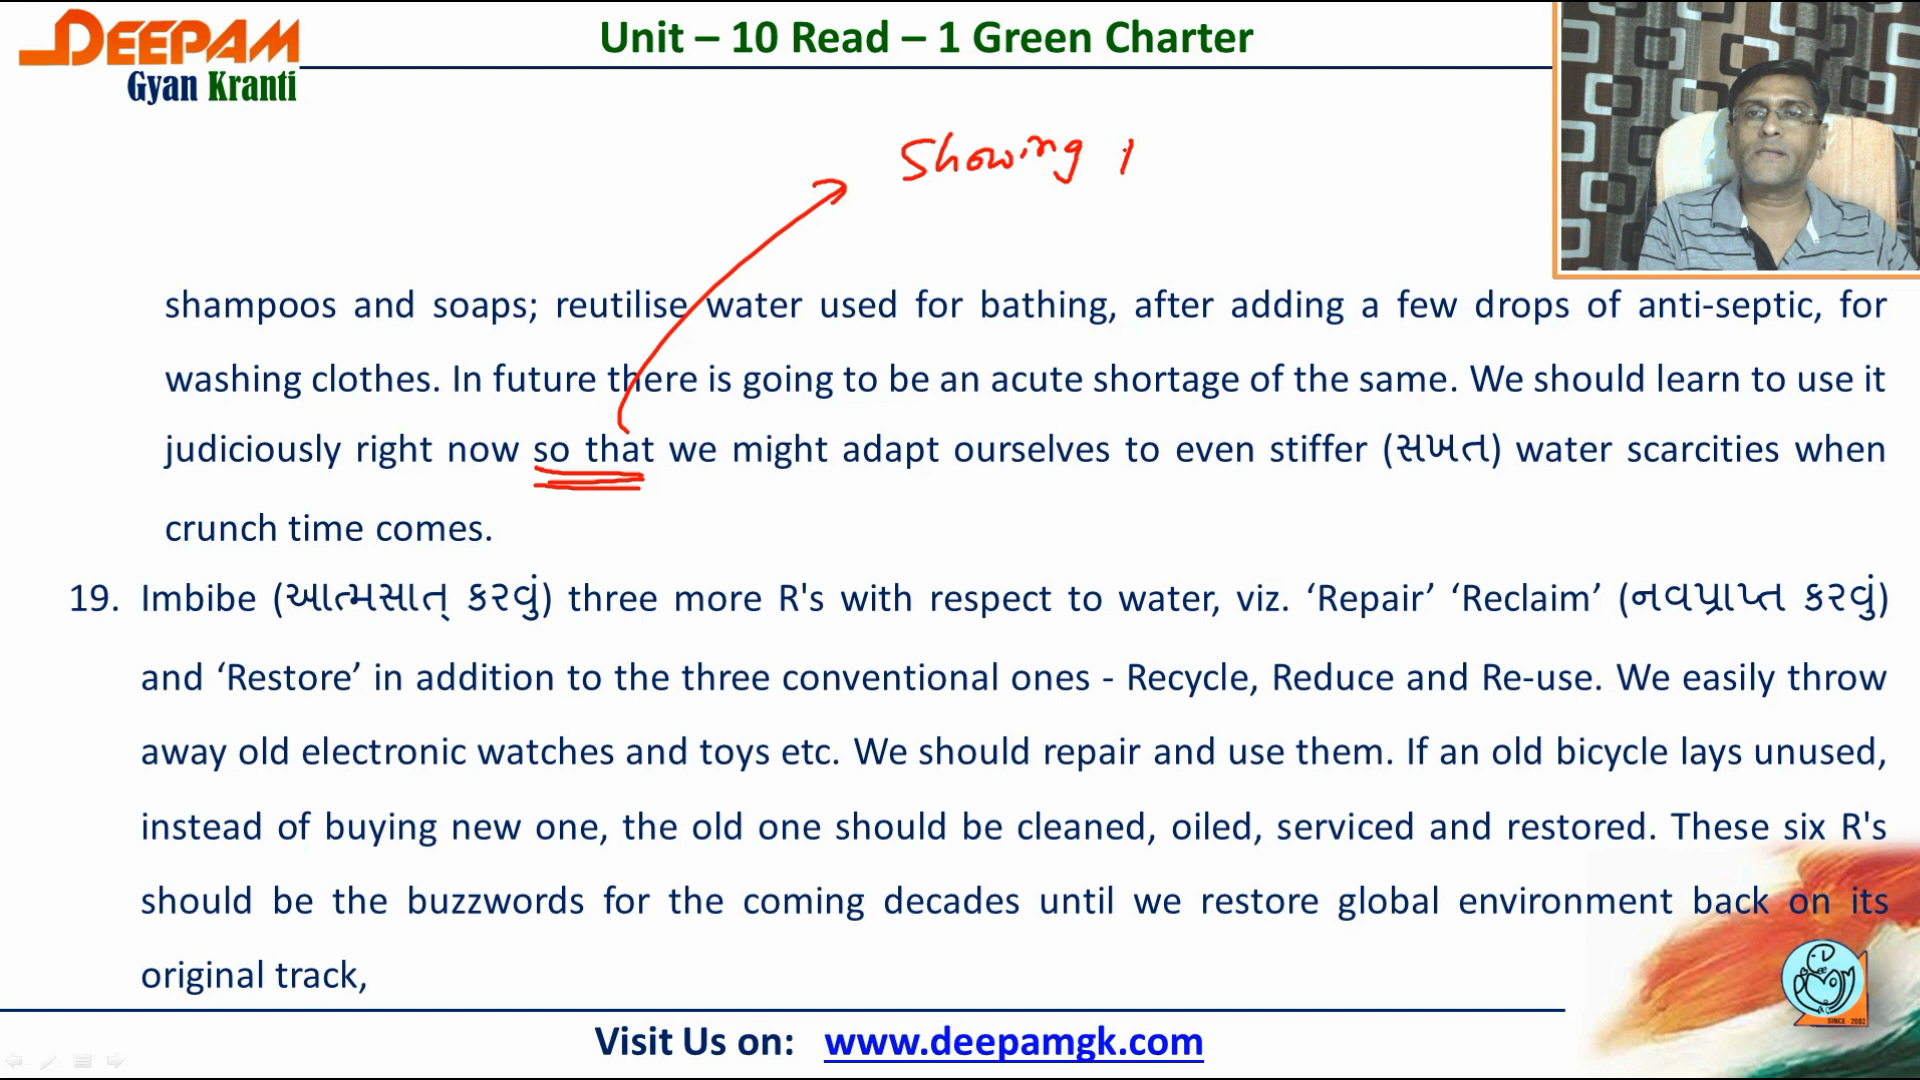 DEEPAM
Gyan Kranti
Unit – 10 Read – 1 Green Charter
Showing
shampoos and soaps; reutilise water used for bathing, after adding a few drops of anti-septic, for
washing clothes. In future there is going to be an acute shortage of the same. We should learn to use it
judiciously right now so that we might adapt ourselves to even stiffer (સખત) water scarcities when
crunch time comes.
19. Imbibe (આત્મસાત્ કરવું) three more R's with respect to water, viz. ‘Repair’ ‘Reclaim’ (નવપ્રાપ્ત કરવું)
and ‘Restore’ in addition to the three conventional ones - Recycle, Reduce and Re-use. We easily throw
away old electronic watches and toys etc. We should repair and use them. If an old bicycle lays unused,
instead of buying new one, the old one should be cleaned, oiled, serviced and restored. These six R's
should be the buzzwords for the coming decades until we restore global environment back on its
original track,
SINCE - 2002
Visit Us on: www.deepamgk.com